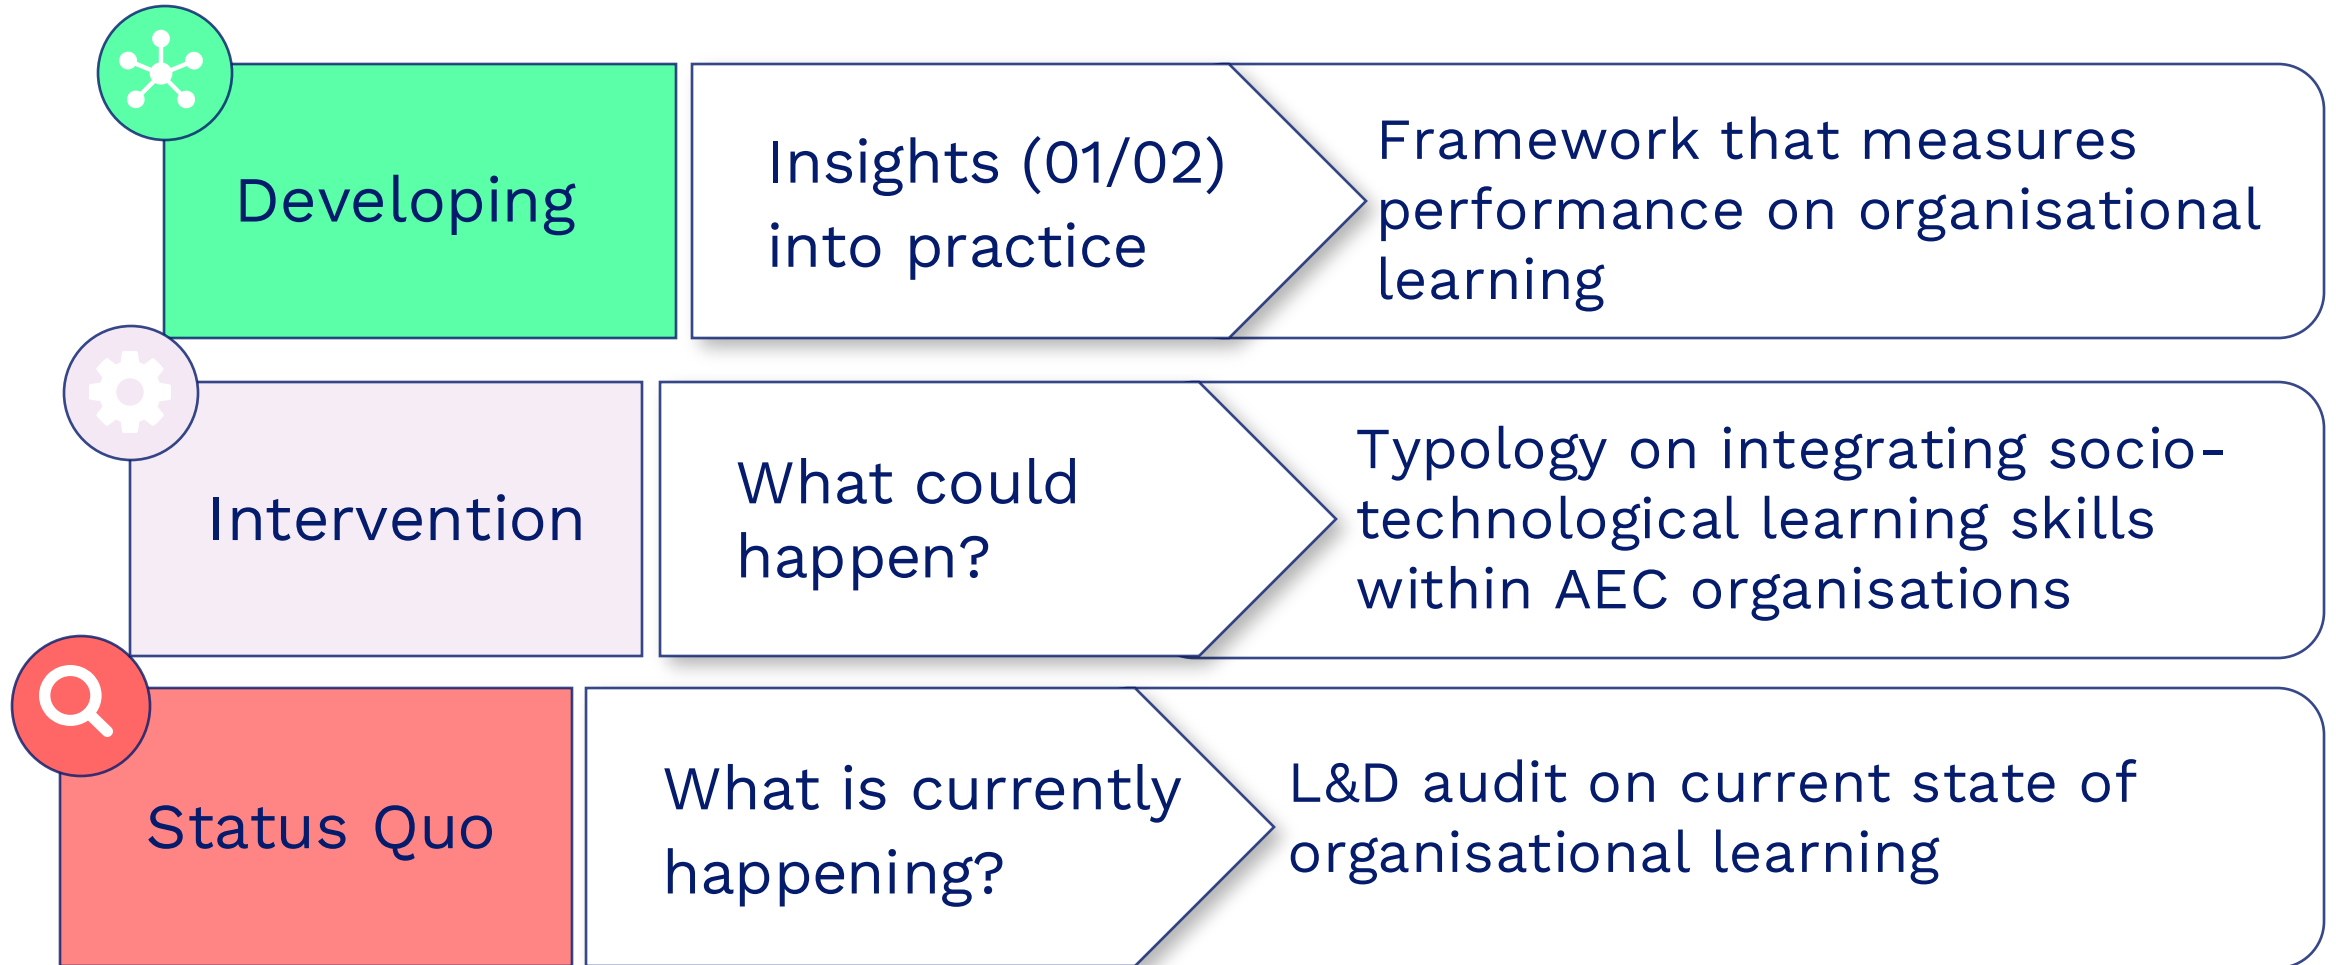 Developing
Insights (01/02)
into practice
Framework that measures
performance on organisational
learning
Intervention
What could
happen?
Typology on integrating socio-
technological learning skills
within AEC organisations
Status Quo
What is currently
happening?
L&D audit on current state of
organisational learning